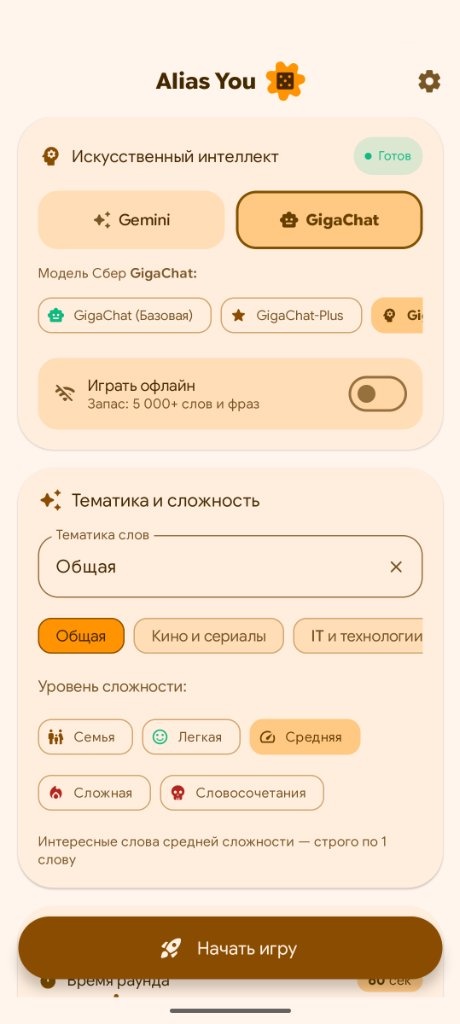 Alias You
Искусственный интеллект
Готов
Gemini
GigaChat
Модель Сбер GigaChat:
GigaChat (Базовая)
GigaChat-Plus
Gi
Играть офлайн
Запас: 5 000+ слов и фраз
Тематика и сложность
Тематика слов
Общая
Общая
Кино и сериалы
IT и технологии
Уровень сложности:
Семья
Легкая
Средняя
Сложная
Словосочетания
Интересные слова средней сложности — строго по 1
слову
Начать игру
Время раунда
60 сек